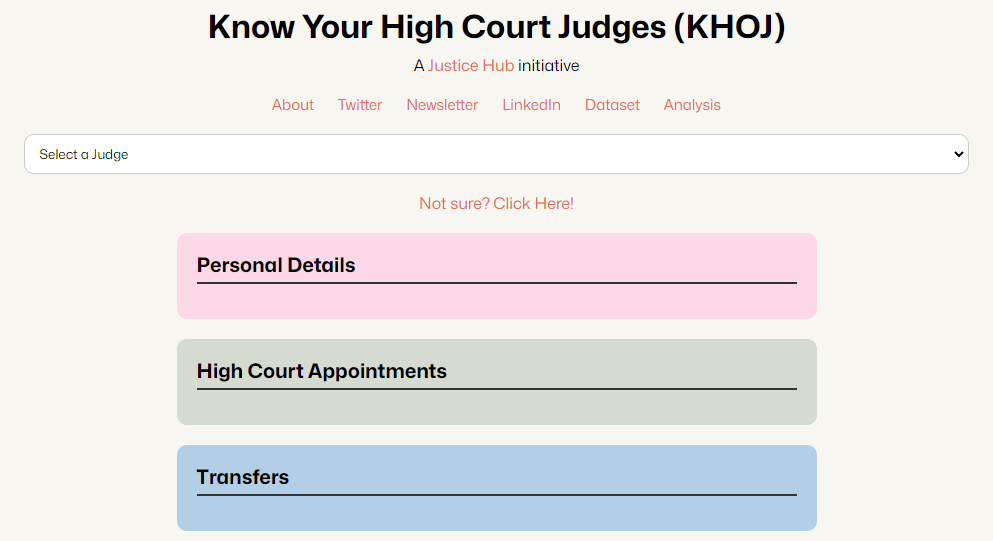 Know Your High Court Judges (KHOJ)
A Justice Hub initiative
About Twitter Newsletter LinkedIn Dataset Analysis
Select a Judge
Not sure? Click Here!
Personal Details
High Court Appointments
Transfers